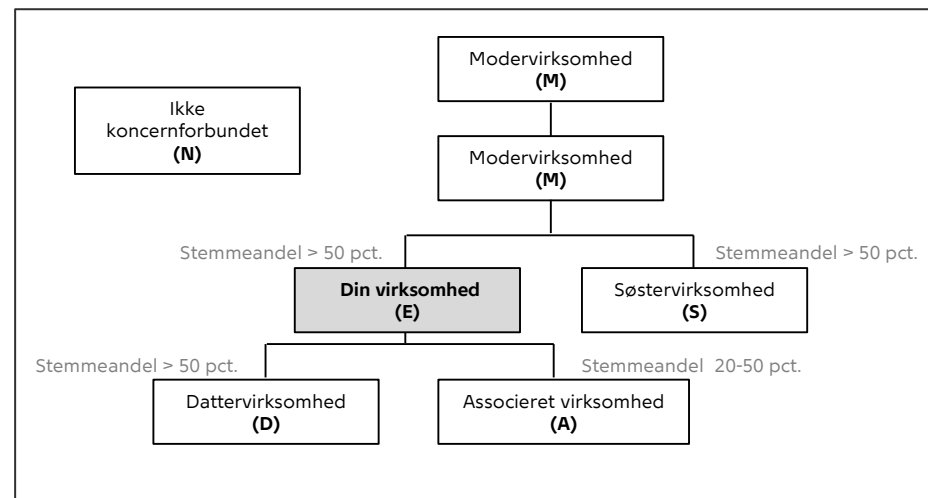 Modervirksomhed
(M)
Ikke
koncernforbundet
(N)
Modervirksomhed
(M)
Stemmeandel > 50 pct.
Stemmeandel > 50 pct.
Din virksomhed
(E)
Søstervirksomhed
(S)
Stemmeandel > 50 pct.
Stemmeandel 20-50 pct.
Dattervirksomhed
(D)
Associeret virksomhed
(A)